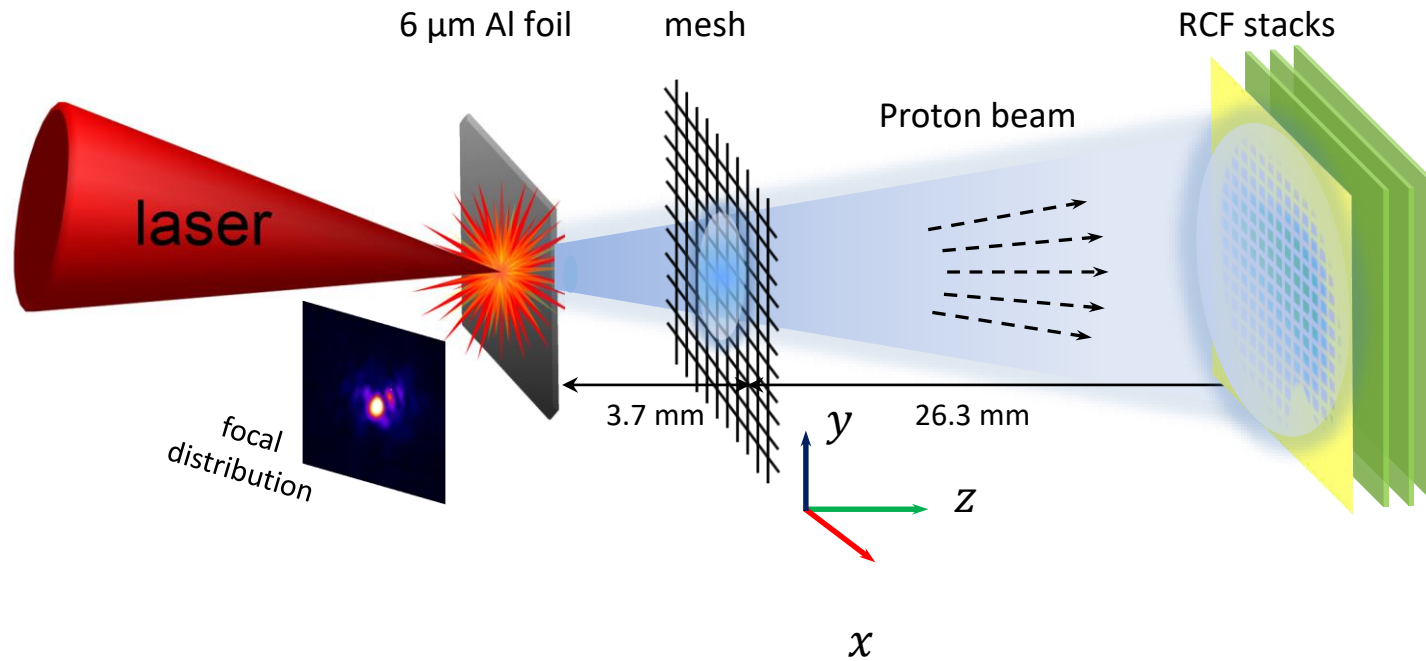 6 μm Al foil
mesh
RCF stacks
Proton beam
laser
3.7 mm
26.3 mm
focal
distribution
y
z
x